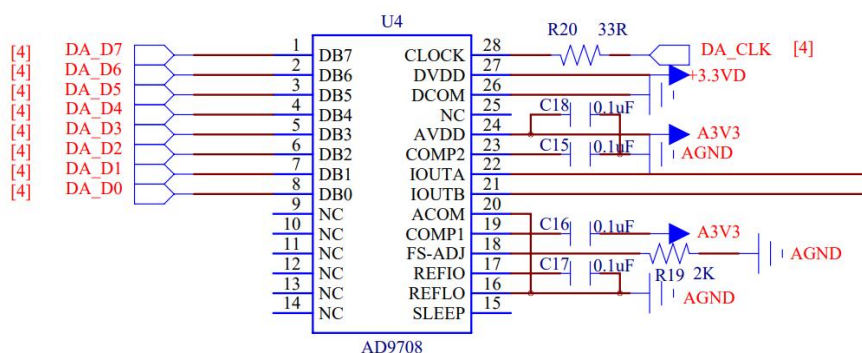 U4
[4] DA_D7 1 DB7 CLOCK 28 R20 33R DA_CLK [4]
[4] DA_D6 2 DB6 DVDD 27 +3.3VD
[4] DA_D5 3 DB5 DCOM 26
[4] DA_D4 4 DB4 NC 25 C18 0.1uF
[4] DA_D3 5 DB3 AVDD 24 A3V3
[4] DA_D2 6 DB2 COMP2 23 C15 0.1uF AGND
[4] DA_D1 7 DB1 IOUTA 22
[4] DA_D0 8 DB0 IOUTB 21
9 NC ACOM 20
10 NC COMP1 19 C16 0.1uF A3V3
11 NC FS-ADJ 18 R19 2K AGND
12 NC REFIO 17 C17 0.1uF
13 NC REFLO 16 AGND
14 NC SLEEP 15
AD9708